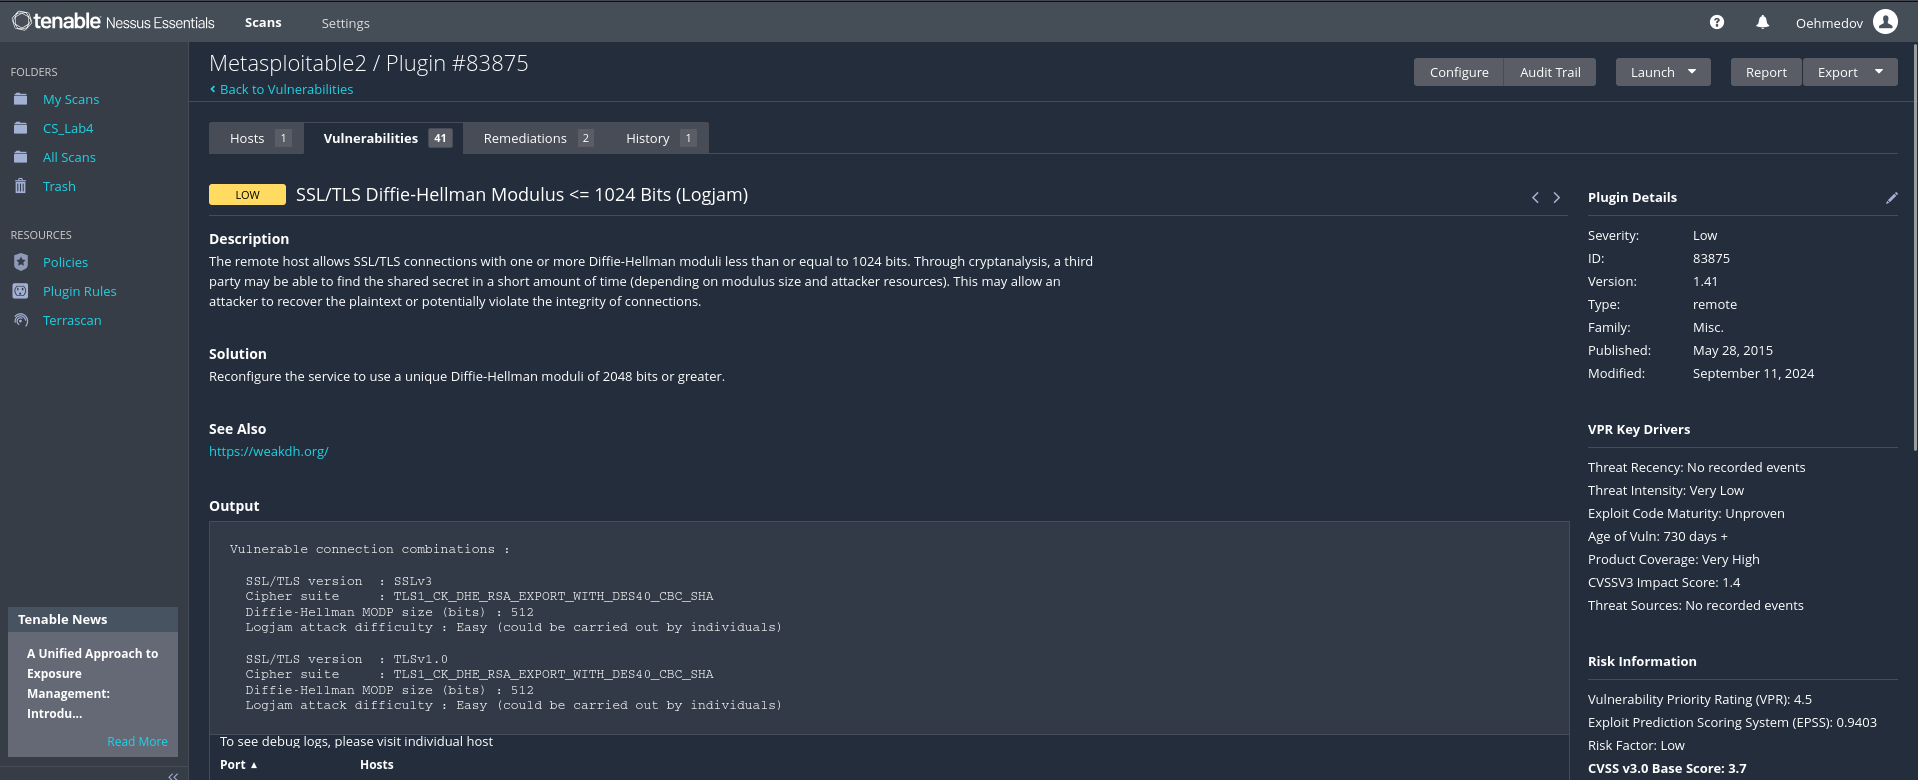 tenable Nessus Essentials Scans Settings Oehmedov
FOLDERS
My Scans
CS_Lab4
All Scans
Trash
RESOURCES
Policies
Plugin Rules
Terrascan
Tenable News
A Unified Approach to
Exposure
Management:
Introdu...
Read More
Metasploitable2 / Plugin #83875
Back to Vulnerabilities
Configure Audit Trail Launch Report Export
Hosts 1 Vulnerabilities 41 Remediations 2 History 1
LOW SSL/TLS Diffie-Hellman Modulus <= 1024 Bits (Logjam)
Description
The remote host allows SSL/TLS connections with one or more Diffie-Hellman moduli less than or equal to 1024 bits. Through cryptanalysis, a third
party may be able to find the shared secret in a short amount of time (depending on modulus size and attacker resources). This may allow an
attacker to recover the plaintext or potentially violate the integrity of connections.
Solution
Reconfigure the service to use a unique Diffie-Hellman moduli of 2048 bits or greater.
See Also
https://weakdh.org/
Output
Vulnerable connection combinations :
SSL/TLS version : SSLv3
Cipher suite : TLS1_CK_DHE_RSA_EXPORT_WITH_DES40_CBC_SHA
Diffie-Hellman MODP size (bits) : 512
Logjam attack difficulty : Easy (could be carried out by individuals)
SSL/TLS version : TLSv1.0
Cipher suite : TLS1_CK_DHE_RSA_EXPORT_WITH_DES40_CBC_SHA
Diffie-Hellman MODP size (bits) : 512
Logjam attack difficulty : Easy (could be carried out by individuals)
To see debug logs, please visit individual host
Port ▲ Hosts
Plugin Details
Severity: Low
ID: 83875
Version: 1.41
Type: remote
Family: Misc.
Published: May 28, 2015
Modified: September 11, 2024
VPR Key Drivers
Threat Recency: No recorded events
Threat Intensity: Very Low
Exploit Code Maturity: Unproven
Age of Vuln: 730 days +
Product Coverage: Very High
CVSSV3 Impact Score: 1.4
Threat Sources: No recorded events
Risk Information
Vulnerability Priority Rating (VPR): 4.5
Exploit Prediction Scoring System (EPSS): 0.9403
Risk Factor: Low
CVSS v3.0 Base Score: 3.7